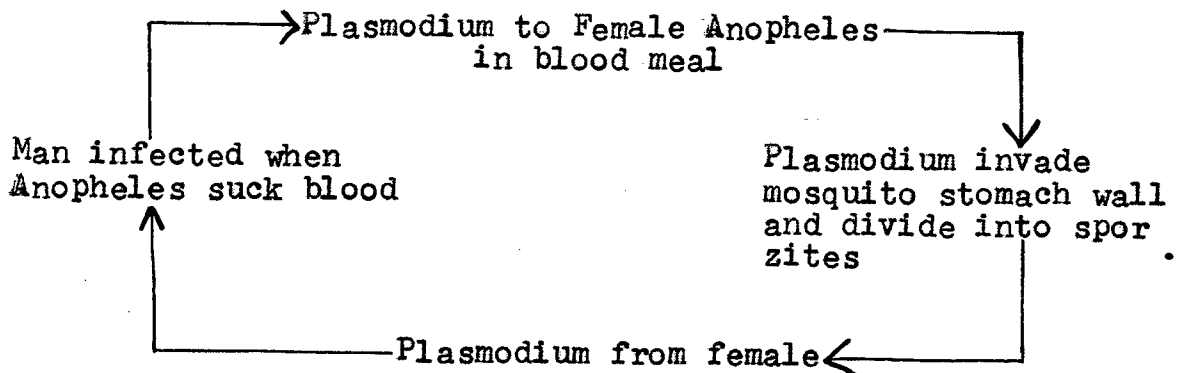 Plasmodium to Female Anopheles
in blood meal
Man infected when
Anopheles suck blood
Plasmodium invade
mosquito stomach wall
and divide into spor
zites
Plasmodium from female